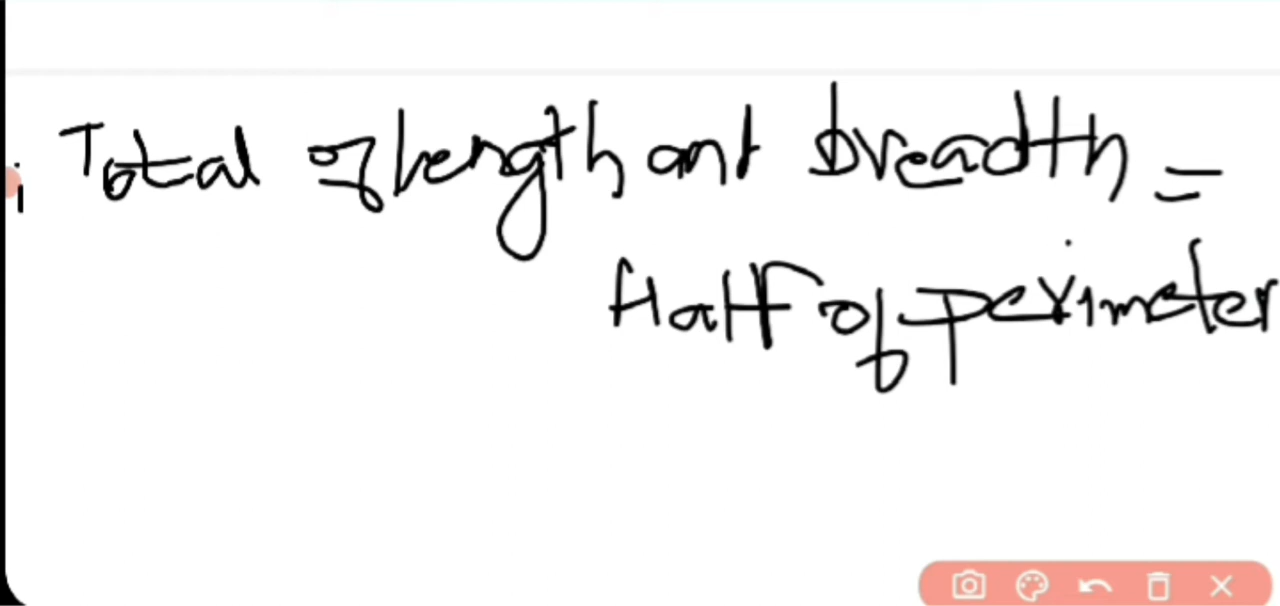 Total of length and breadth =
Half of perimeter